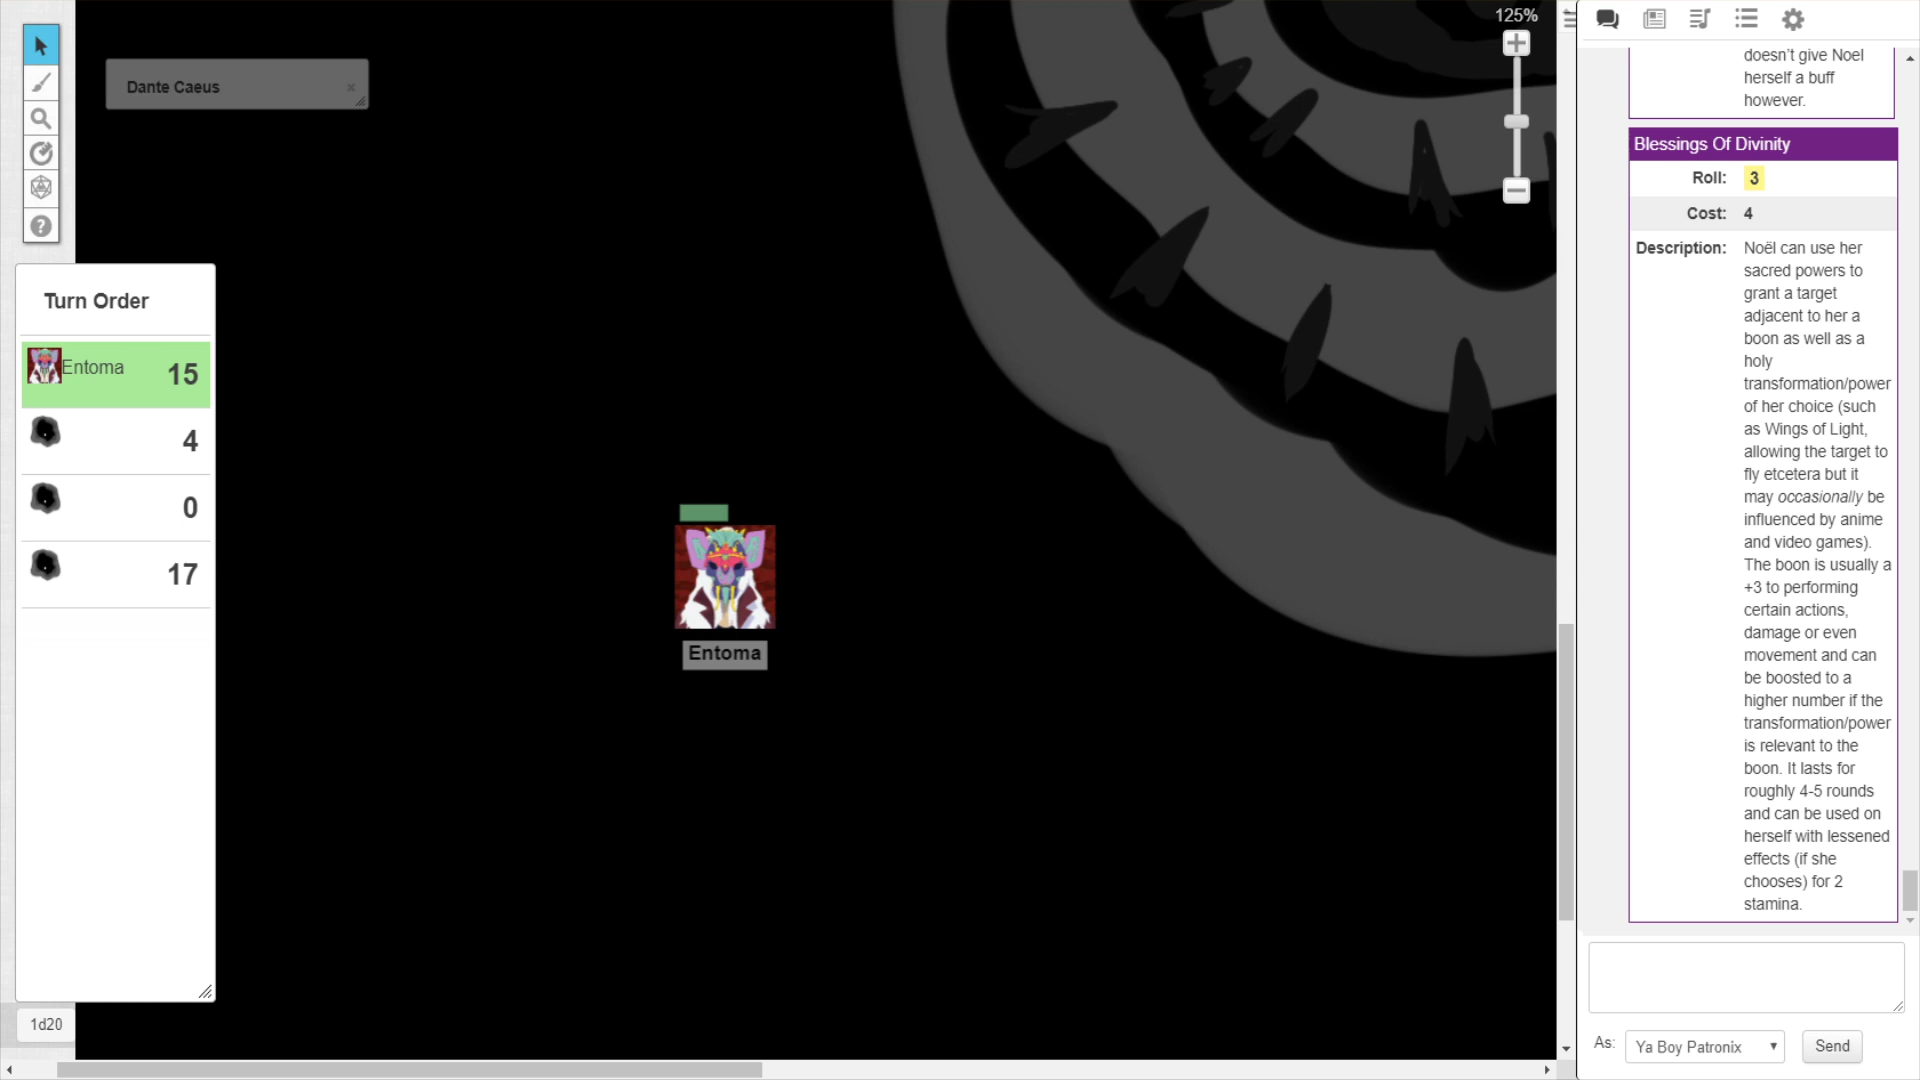 125%
Dante Caeus ×
Turn Order
Entoma 15
4
0
17
Entoma
1d20
doesn't give Noel
herself a buff
however.
Blessings Of Divinity
Roll: 3
Cost: 4
Description: Noël can use her
sacred powers to
grant a target
adjacent to her a
boon as well as a
holy
transformation/power
of her choice (such
as Wings of Light,
allowing the target to
fly etcetera but it
may occasionally be
influenced by anime
and video games).
The boon is usually a
+3 to performing
certain actions,
damage or even
movement and can
be boosted to a
higher number if the
transformation/power
is relevant to the
boon. It lasts for
roughly 4-5 rounds
and can be used on
herself with lessened
effects (if she
chooses) for 2
stamina.
As: Ya Boy Patronix Send